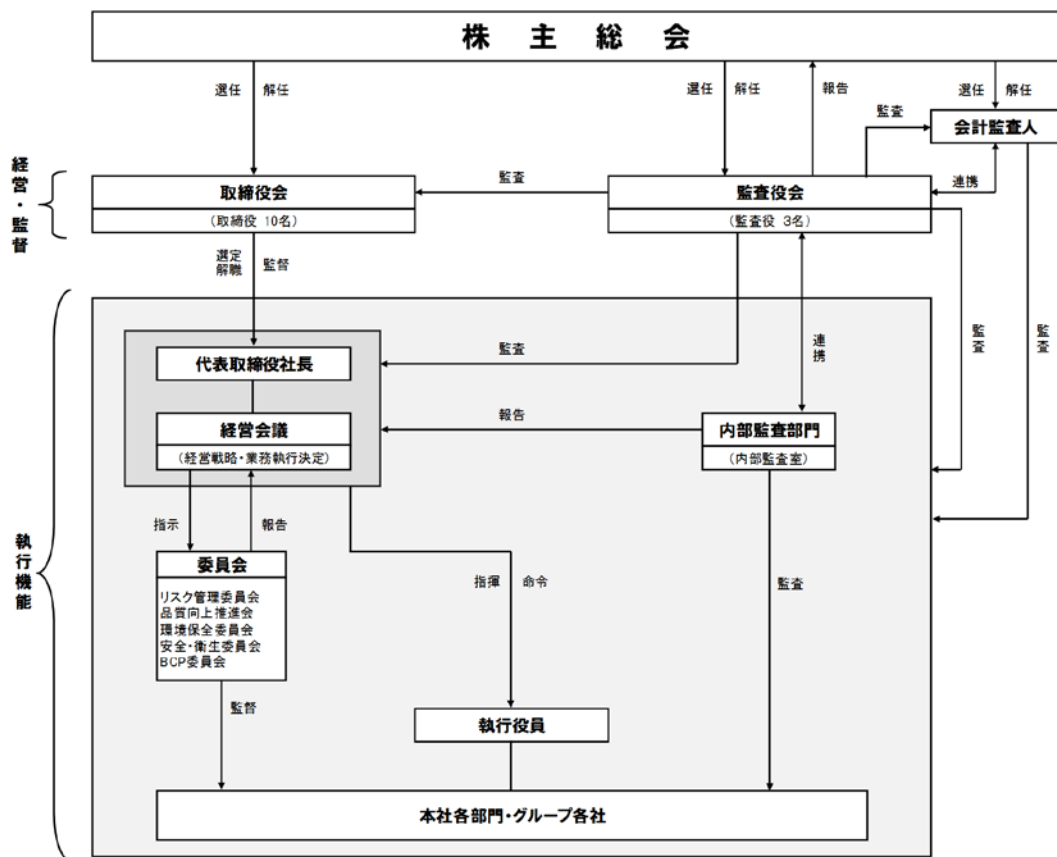 株主総会
選任 解任
選任 解任
報告
選任 解任
監査
会計監査人
経営・監督
取締役会
(取締役 10名)
監査
監査役会
(監査役 3名)
連携
選定
解職
監督
執行機能
代表取締役社長
監査
連携
監査
監査
経営会議
(経営戦略・業務執行決定)
報告
内部監査部門
(内部監査室)
指示
報告
委員会
リスク管理委員会
品質向上推進会
環境保全委員会
安全・衛生委員会
BCP委員会
指揮 命令
監査
監督
執行役員
本社各部門・グループ各社